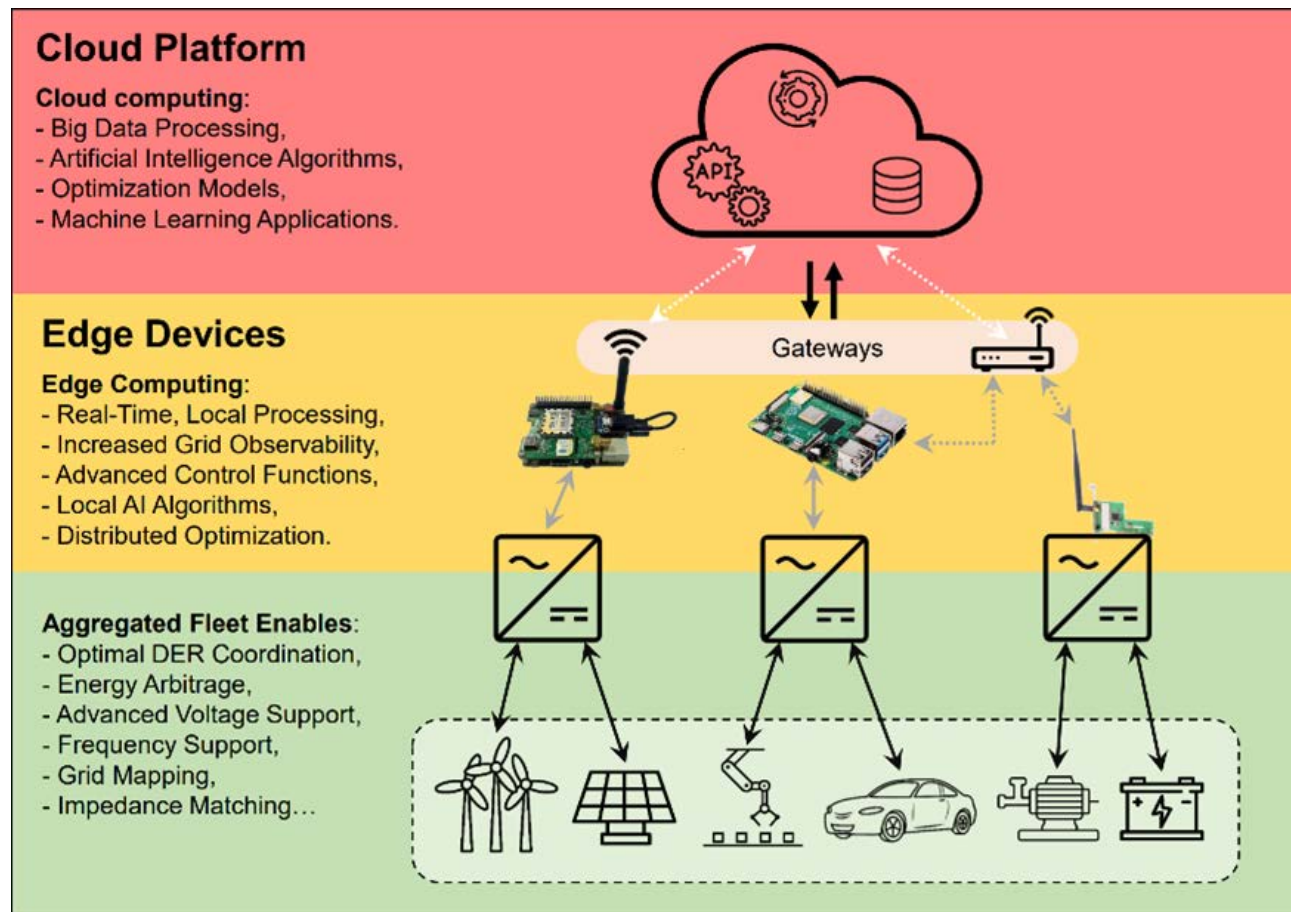 Cloud Platform
Cloud computing:
- Big Data Processing,
- Artificial Intelligence Algorithms,
- Optimization Models,
- Machine Learning Applications.
API
Edge Devices
Edge Computing:
- Real-Time, Local Processing,
- Increased Grid Observability,
- Advanced Control Functions,
- Local AI Algorithms,
- Distributed Optimization.
Gateways
Aggregated Fleet Enables:
- Optimal DER Coordination,
- Energy Arbitrage,
- Advanced Voltage Support,
- Frequency Support,
- Grid Mapping,
- Impedance Matching…